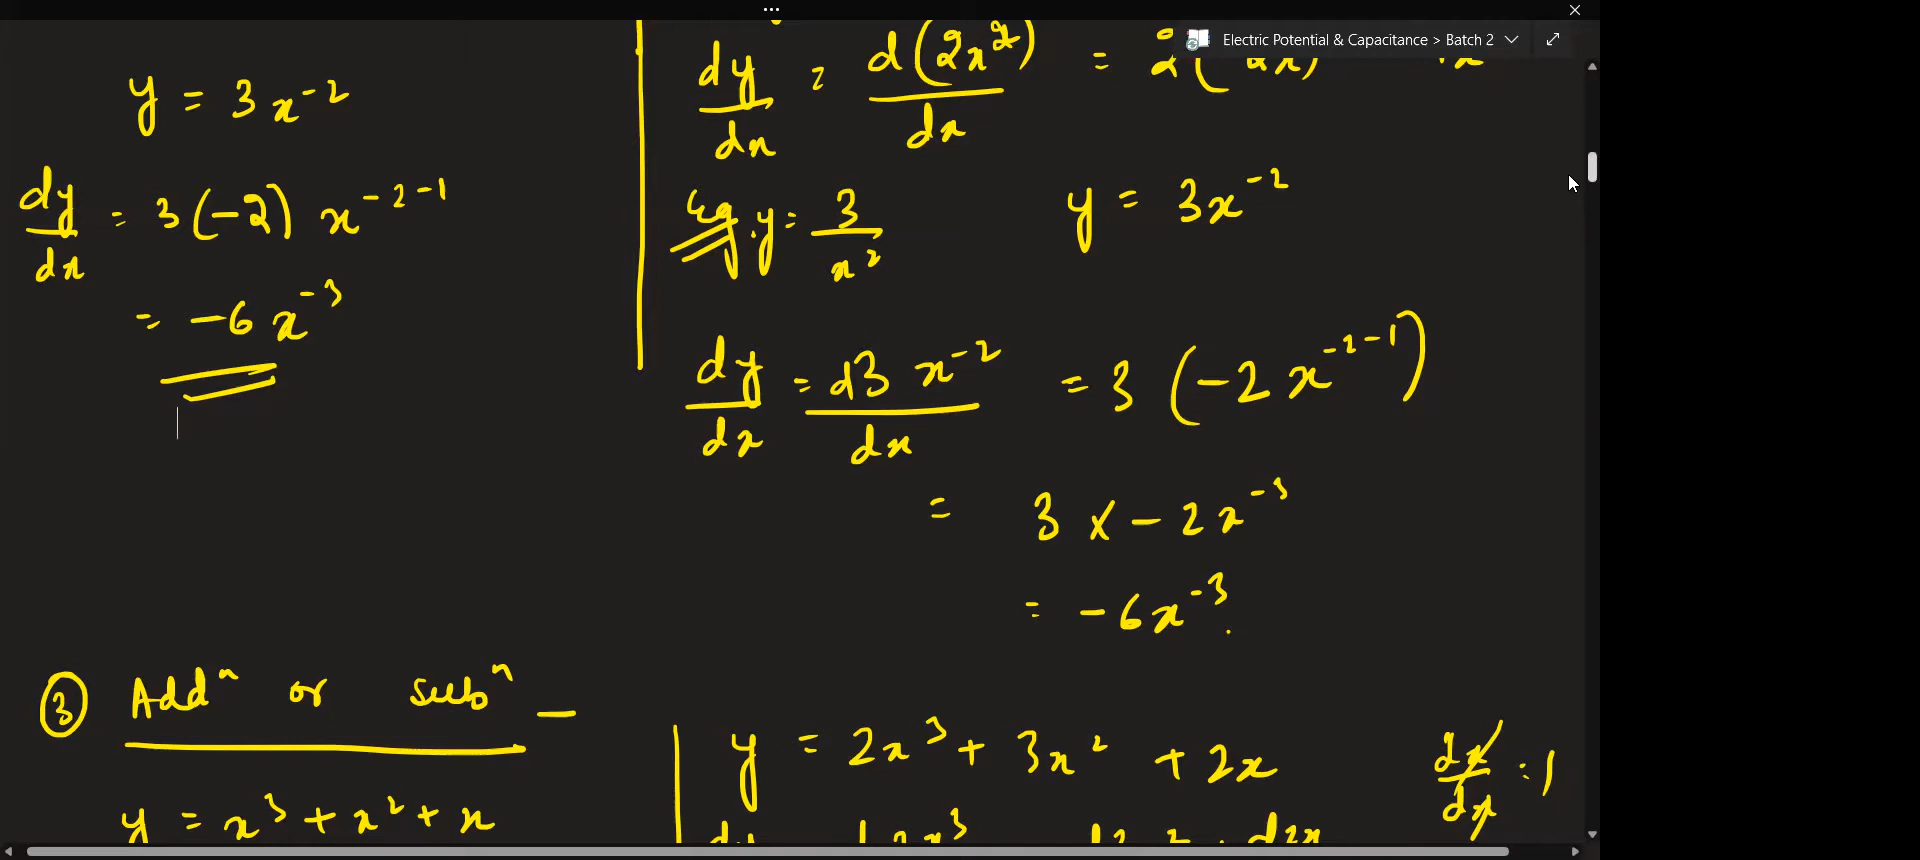 Electric Potential & Capacitance > Batch 2
y = 3x⁻²
dy/dx = 3(-2) x⁻²⁻¹
= -6x⁻³
dy/dx = d(2x²)/dx = 2(2x)
Eg. y = 3/x² y = 3x⁻²
dy/dx = d3x⁻²/dx = 3(-2x⁻²⁻¹)
= 3 x -2x⁻³
= -6x⁻³
③ Addⁿ or subⁿ -
y = x³ + x² + x
y = 2x³ + 3x² + 2x dx/dx = 1